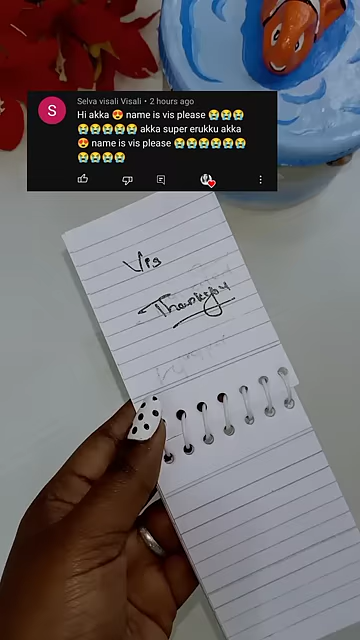 S
Selva visali Visali • 2 hours ago
Hi akka 😍 name is vis please 😭😭😭
😭😭😭😭😭 akka super erukku akka
😍 name is vis please 😭😭😭😭😭😭
😭😭😭😭
Vis
Thankyou